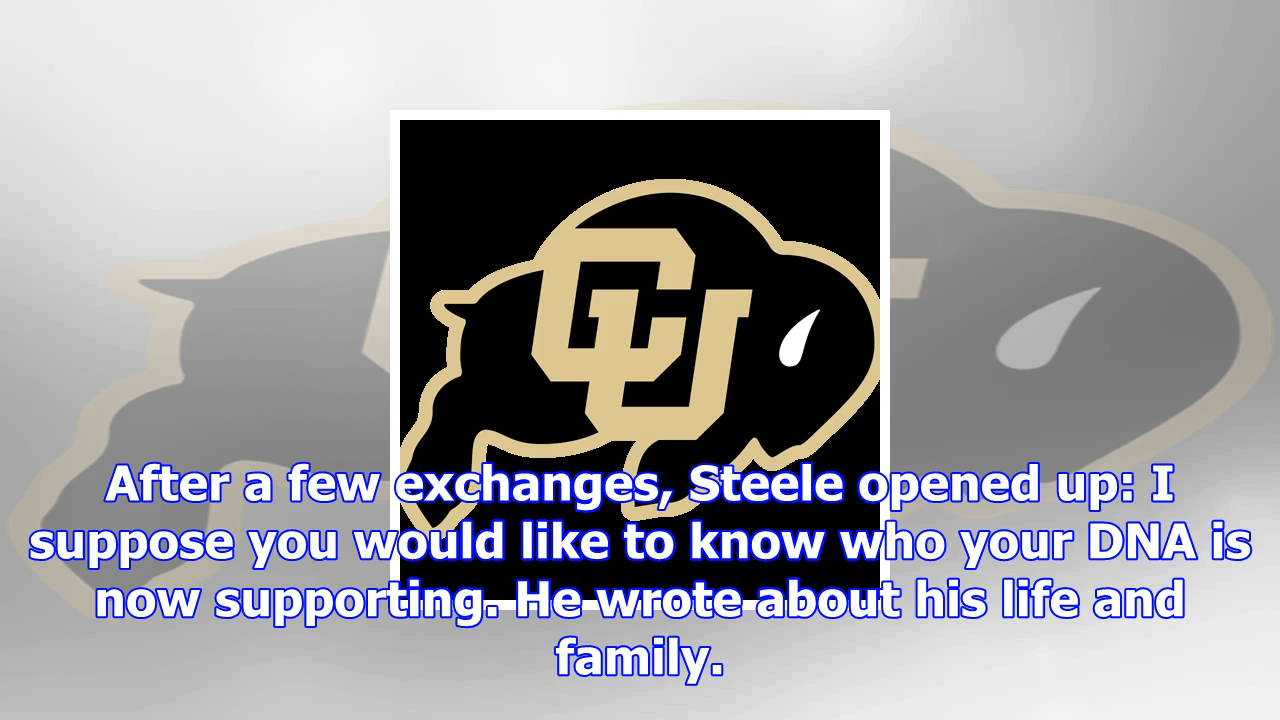 CU
After a few exchanges, Steele opened up: I
suppose you would like to know who your DNA is
now supporting. He wrote about his life and
family.